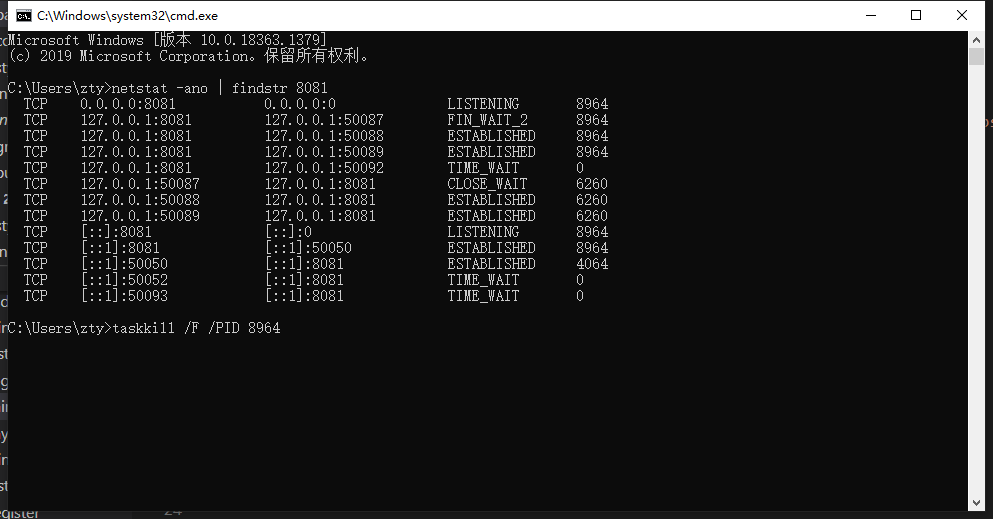 C:\Windows\system32\cmd.exe
Microsoft Windows [版本 10.0.18363.1379]
(c) 2019 Microsoft Corporation。保留所有权利。
C:\Users\zty>netstat -ano | findstr 8081
TCP 0.0.0.0:8081 0.0.0.0:0 LISTENING 8964
TCP 127.0.0.1:8081 127.0.0.1:50087 FIN_WAIT_2 8964
TCP 127.0.0.1:8081 127.0.0.1:50088 ESTABLISHED 8964
TCP 127.0.0.1:8081 127.0.0.1:50089 ESTABLISHED 8964
TCP 127.0.0.1:8081 127.0.0.1:50092 TIME_WAIT 0
TCP 127.0.0.1:50087 127.0.0.1:8081 CLOSE_WAIT 6260
TCP 127.0.0.1:50088 127.0.0.1:8081 ESTABLISHED 6260
TCP 127.0.0.1:50089 127.0.0.1:8081 ESTABLISHED 6260
TCP [::]:8081 [::]:0 LISTENING 8964
TCP [::1]:8081 [::1]:50050 ESTABLISHED 8964
TCP [::1]:50050 [::1]:8081 ESTABLISHED 4064
TCP [::1]:50052 [::1]:8081 TIME_WAIT 0
TCP [::1]:50093 [::1]:8081 TIME_WAIT 0
C:\Users\zty>taskkill /F /PID 8964